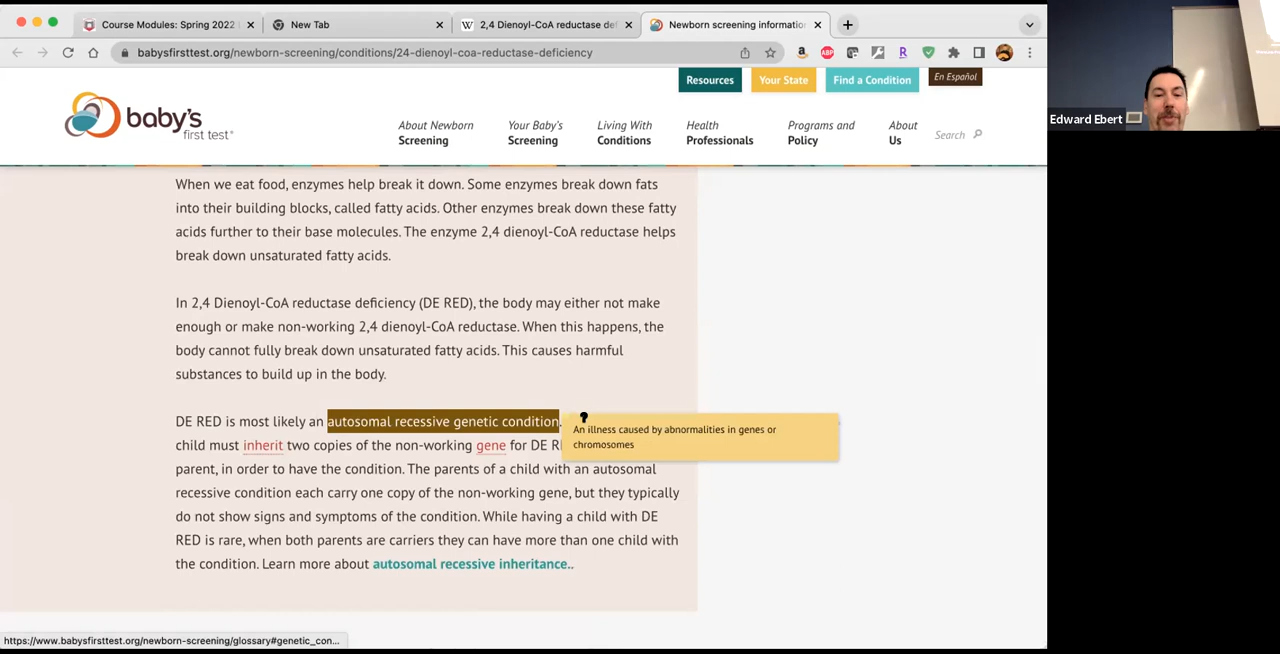 Course Modules: Spring 2022
New Tab
2,4 Dienoyl-CoA reductase def
Newborn screening informatio
babysfirsttest.org/newborn-screening/conditions/24-dienoyl-coa-reductase-deficiency
ABP
R
Resources
Your State
Find a Condition
En Español
baby's
first test
About Newborn
Screening
Your Baby's
Screening
Living With
Conditions
Health
Professionals
Programs and
Policy
About
Us
Search
Edward Ebert
When we eat food, enzymes help break it down. Some enzymes break down fats
into their building blocks, called fatty acids. Other enzymes break down these fatty
acids further to their base molecules. The enzyme 2,4 dienoyl-CoA reductase helps
break down unsaturated fatty acids.
In 2,4 Dienoyl-CoA reductase deficiency (DE RED), the body may either not make
enough or make non-working 2,4 dienoyl-CoA reductase. When this happens, the
body cannot fully break down unsaturated fatty acids. This causes harmful
substances to build up in the body.
DE RED is most likely an autosomal recessive genetic condition.
child must inherit two copies of the non-working gene for DE
parent, in order to have the condition. The parents of a child with an autosomal
recessive condition each carry one copy of the non-working gene, but they typically
do not show signs and symptoms of the condition. While having a child with DE
RED is rare, when both parents are carriers they can have more than one child with
the condition. Learn more about autosomal recessive inheritance..
An illness caused by abnormalities in genes or
chromosomes
https://www.babysfirsttest.org/newborn-screening/glossary#genetic_con...